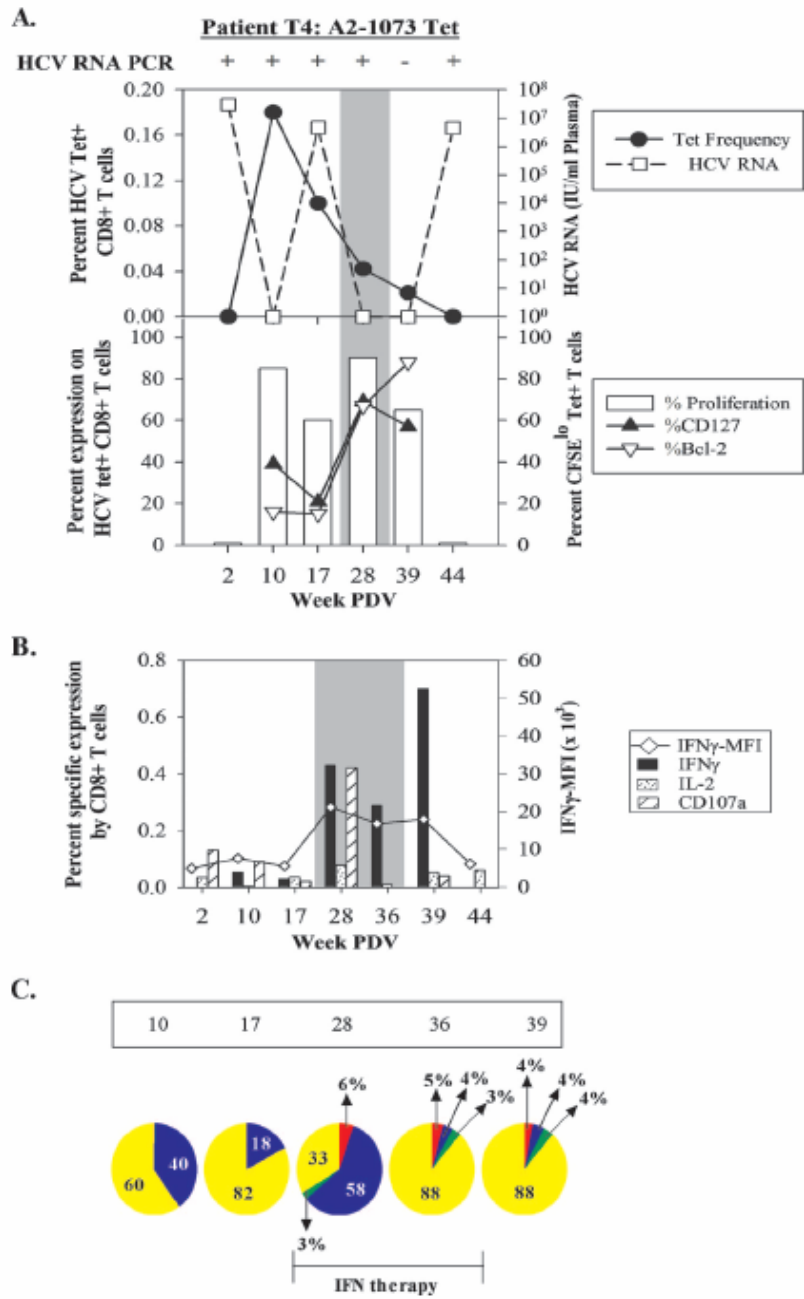 A.
Patient T4: A2-1073 Tet
HCV RNA PCR + + + + - +
Percent HCV Tet+
CD8+ T cells
0.20
0.16
0.12
0.08
0.04
0.00
10⁸
10⁷
10⁶
10⁵
10⁴
10³
10²
10¹
10⁰
HCV RNA (IU/ml Plasma)
Tet Frequency
HCV RNA
Percent expression on
HCV tet+ CD8+ T cells
100
80
60
40
20
0
100
80
60
40
20
0
Percent CFSE^lo Tet+ T cells
% Proliferation
%CD127
%Bcl-2
2 10 17 28 39 44
Week PDV
B.
Percent specific expression
by CD8+ T cells
0.8
0.6
0.4
0.2
0.0
60
50
40
30
20
10
0
IFNγ-MFI (x 10³)
IFNγ-MFI
IFNγ
IL-2
CD107a
2 10 17 28 36 39 44
Week PDV
C.
10 17 28 36 39
6% 5% 4% 3% 4% 4% 4%
60 40
82 18
33 58
88
88
3%
IFN therapy